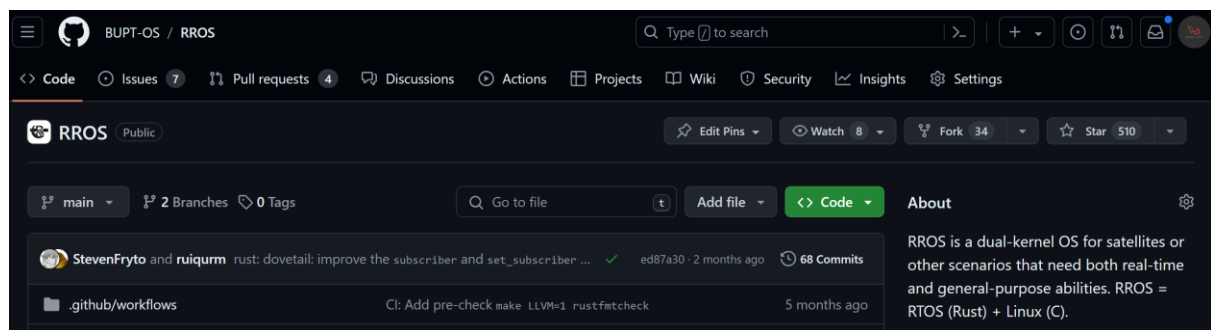 BUPT-OS / RROS
Type / to search
<> Code
Issues 7
Pull requests 4
Discussions
Actions
Projects
Wiki
Security
Insights
Settings
RROS Public
Edit Pins
Watch 8
Fork 34
Star 510
main
2 Branches
0 Tags
Go to file
t
Add file
<> Code
About
StevenFryto and ruiqurm rust: dovetail: improve the subscriber and set_subscriber ...
ed87a30 · 2 months ago
68 Commits
.github/workflows
CI: Add pre-check make LLVM=1 rustfmtcheck
5 months ago
RROS is a dual-kernel OS for satellites or
other scenarios that need both real-time
and general-purpose abilities. RROS =
RTOS (Rust) + Linux (C).